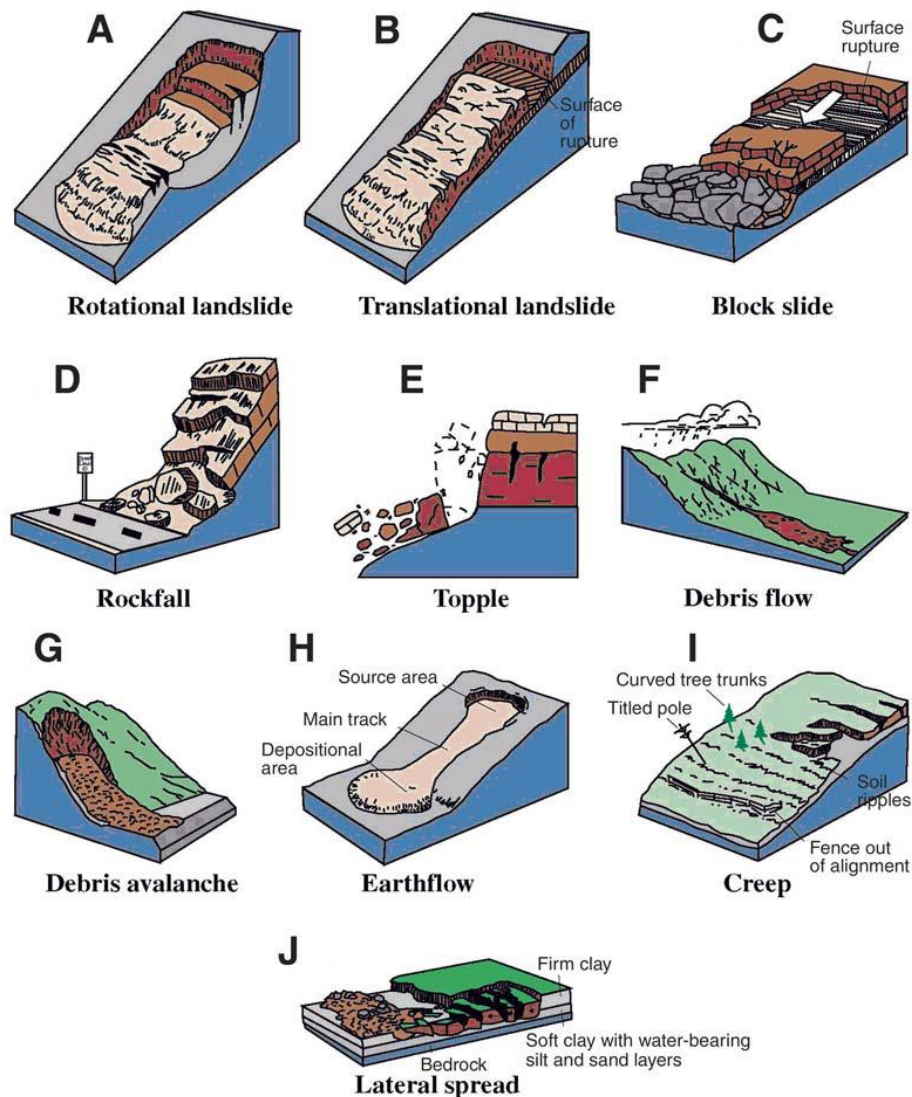 A
B
C
Surface
rupture
Surface
of
rupture
Rotational landslide
Translational landslide
Block slide
D
E
F
Rockfall
Topple
Debris flow
G
H
I
Source area
Main track
Depositional
area
Curved tree trunks
Titled pole
Soil
ripples
Fence out
of alignment
Debris avalanche
Earthflow
Creep
J
Firm clay
Soft clay with water-bearing
silt and sand layers
Bedrock
Lateral spread